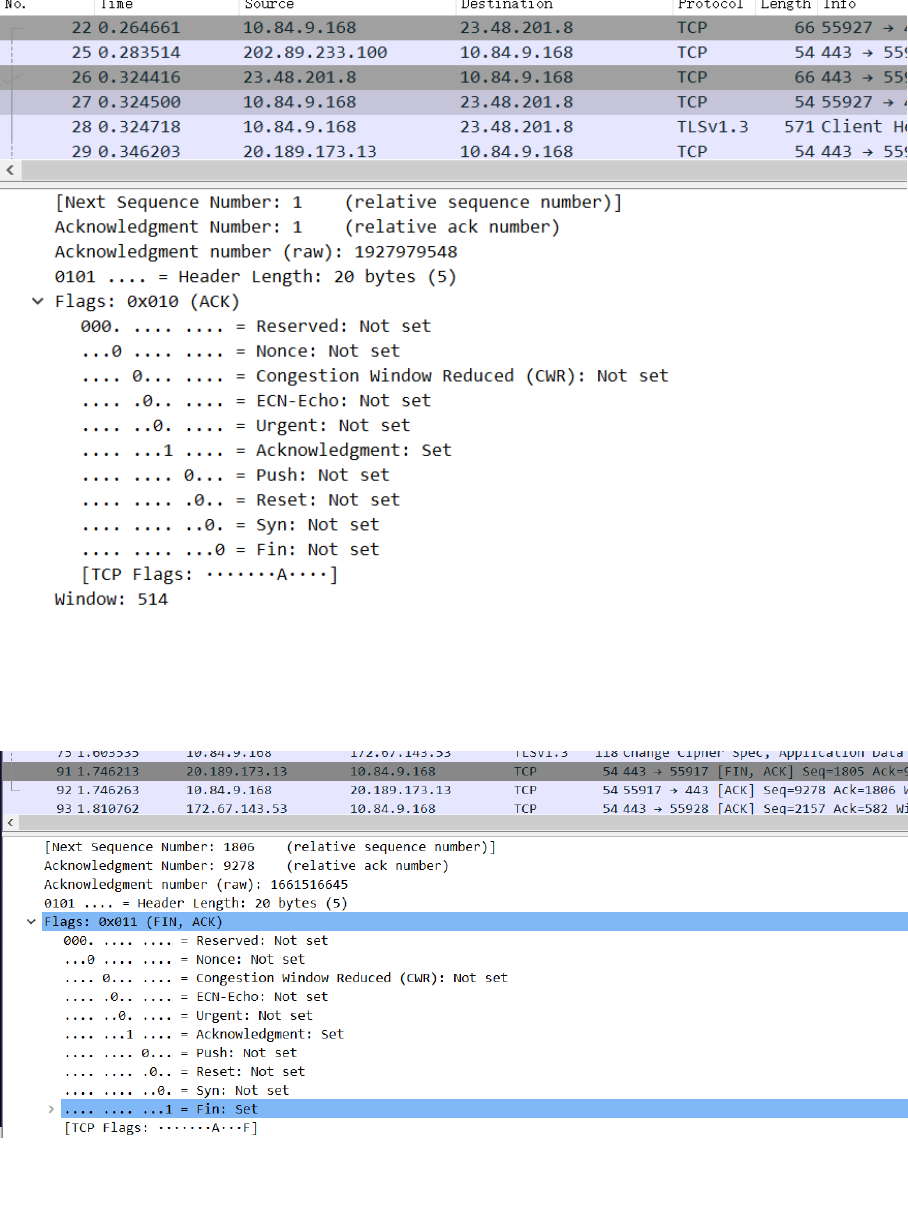 No. Time Source Destination Protocol Length Info
22 0.264661 10.84.9.168 23.48.201.8 TCP 66 55927 →
25 0.283514 202.89.233.100 10.84.9.168 TCP 54 443 → 55
26 0.324416 23.48.201.8 10.84.9.168 TCP 66 443 → 55
27 0.324500 10.84.9.168 23.48.201.8 TCP 54 55927 →
28 0.324718 10.84.9.168 23.48.201.8 TLSv1.3 571 Client H
29 0.346203 20.189.173.13 10.84.9.168 TCP 54 443 → 55
[Next Sequence Number: 1 (relative sequence number)]
Acknowledgment Number: 1 (relative ack number)
Acknowledgment number (raw): 1927979548
0101 .... = Header Length: 20 bytes (5)
Flags: 0x010 (ACK)
000. .... .... = Reserved: Not set
...0 .... .... = Nonce: Not set
.... 0... .... = Congestion Window Reduced (CWR): Not set
.... .0.. .... = ECN-Echo: Not set
.... ..0. .... = Urgent: Not set
.... ...1 .... = Acknowledgment: Set
.... .... 0... = Push: Not set
.... .... .0.. = Reset: Not set
.... .... ..0. = Syn: Not set
.... .... ...0 = Fin: Not set
[TCP Flags: ·······A····]
Window: 514
75 1.603535 10.84.9.168 172.67.143.53 TLSv1.3 118 Change Cipher Spec, Application Data
91 1.746213 20.189.173.13 10.84.9.168 TCP 54 443 → 55917 [FIN, ACK] Seq=1805 Ack=9
92 1.746263 10.84.9.168 20.189.173.13 TCP 54 55917 → 443 [ACK] Seq=9278 Ack=1806 W
93 1.810762 172.67.143.53 10.84.9.168 TCP 54 443 → 55928 [ACK] Seq=2157 Ack=582 Wi
[Next Sequence Number: 1806 (relative sequence number)]
Acknowledgment Number: 9278 (relative ack number)
Acknowledgment number (raw): 1661516645
0101 .... = Header Length: 20 bytes (5)
Flags: 0x011 (FIN, ACK)
000. .... .... = Reserved: Not set
...0 .... .... = Nonce: Not set
.... 0... .... = Congestion Window Reduced (CWR): Not set
.... .0.. .... = ECN-Echo: Not set
.... ..0. .... = Urgent: Not set
.... ...1 .... = Acknowledgment: Set
.... .... 0... = Push: Not set
.... .... .0.. = Reset: Not set
.... .... ..0. = Syn: Not set
.... .... ...1 = Fin: Set
[TCP Flags: ·······A···F]